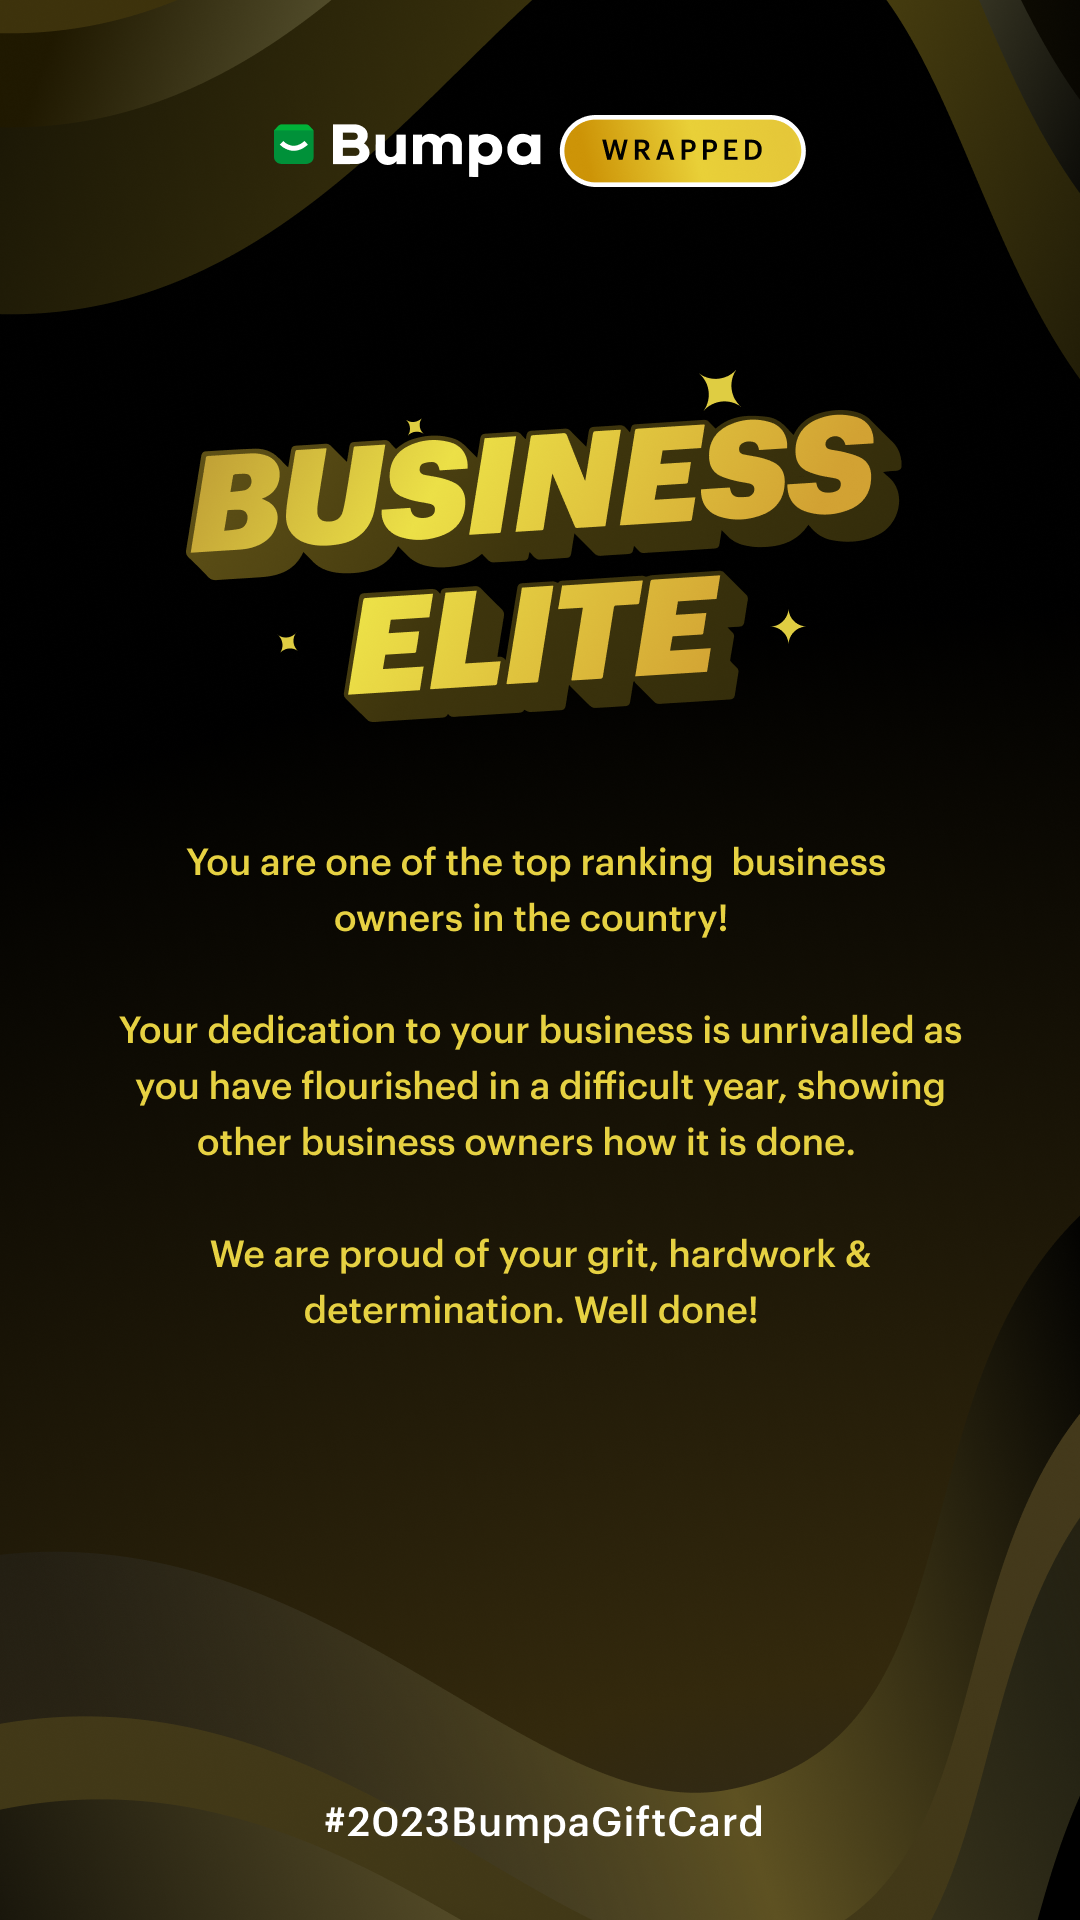 Bumpa WRAPPED
BUSINESS
ELITE
You are one of the top ranking business
owners in the country!
Your dedication to your business is unrivalled as
you have flourished in a difficult year, showing
other business owners how it is done.
We are proud of your grit, hardwork &
determination. Well done!
#2023BumpaGiftCard